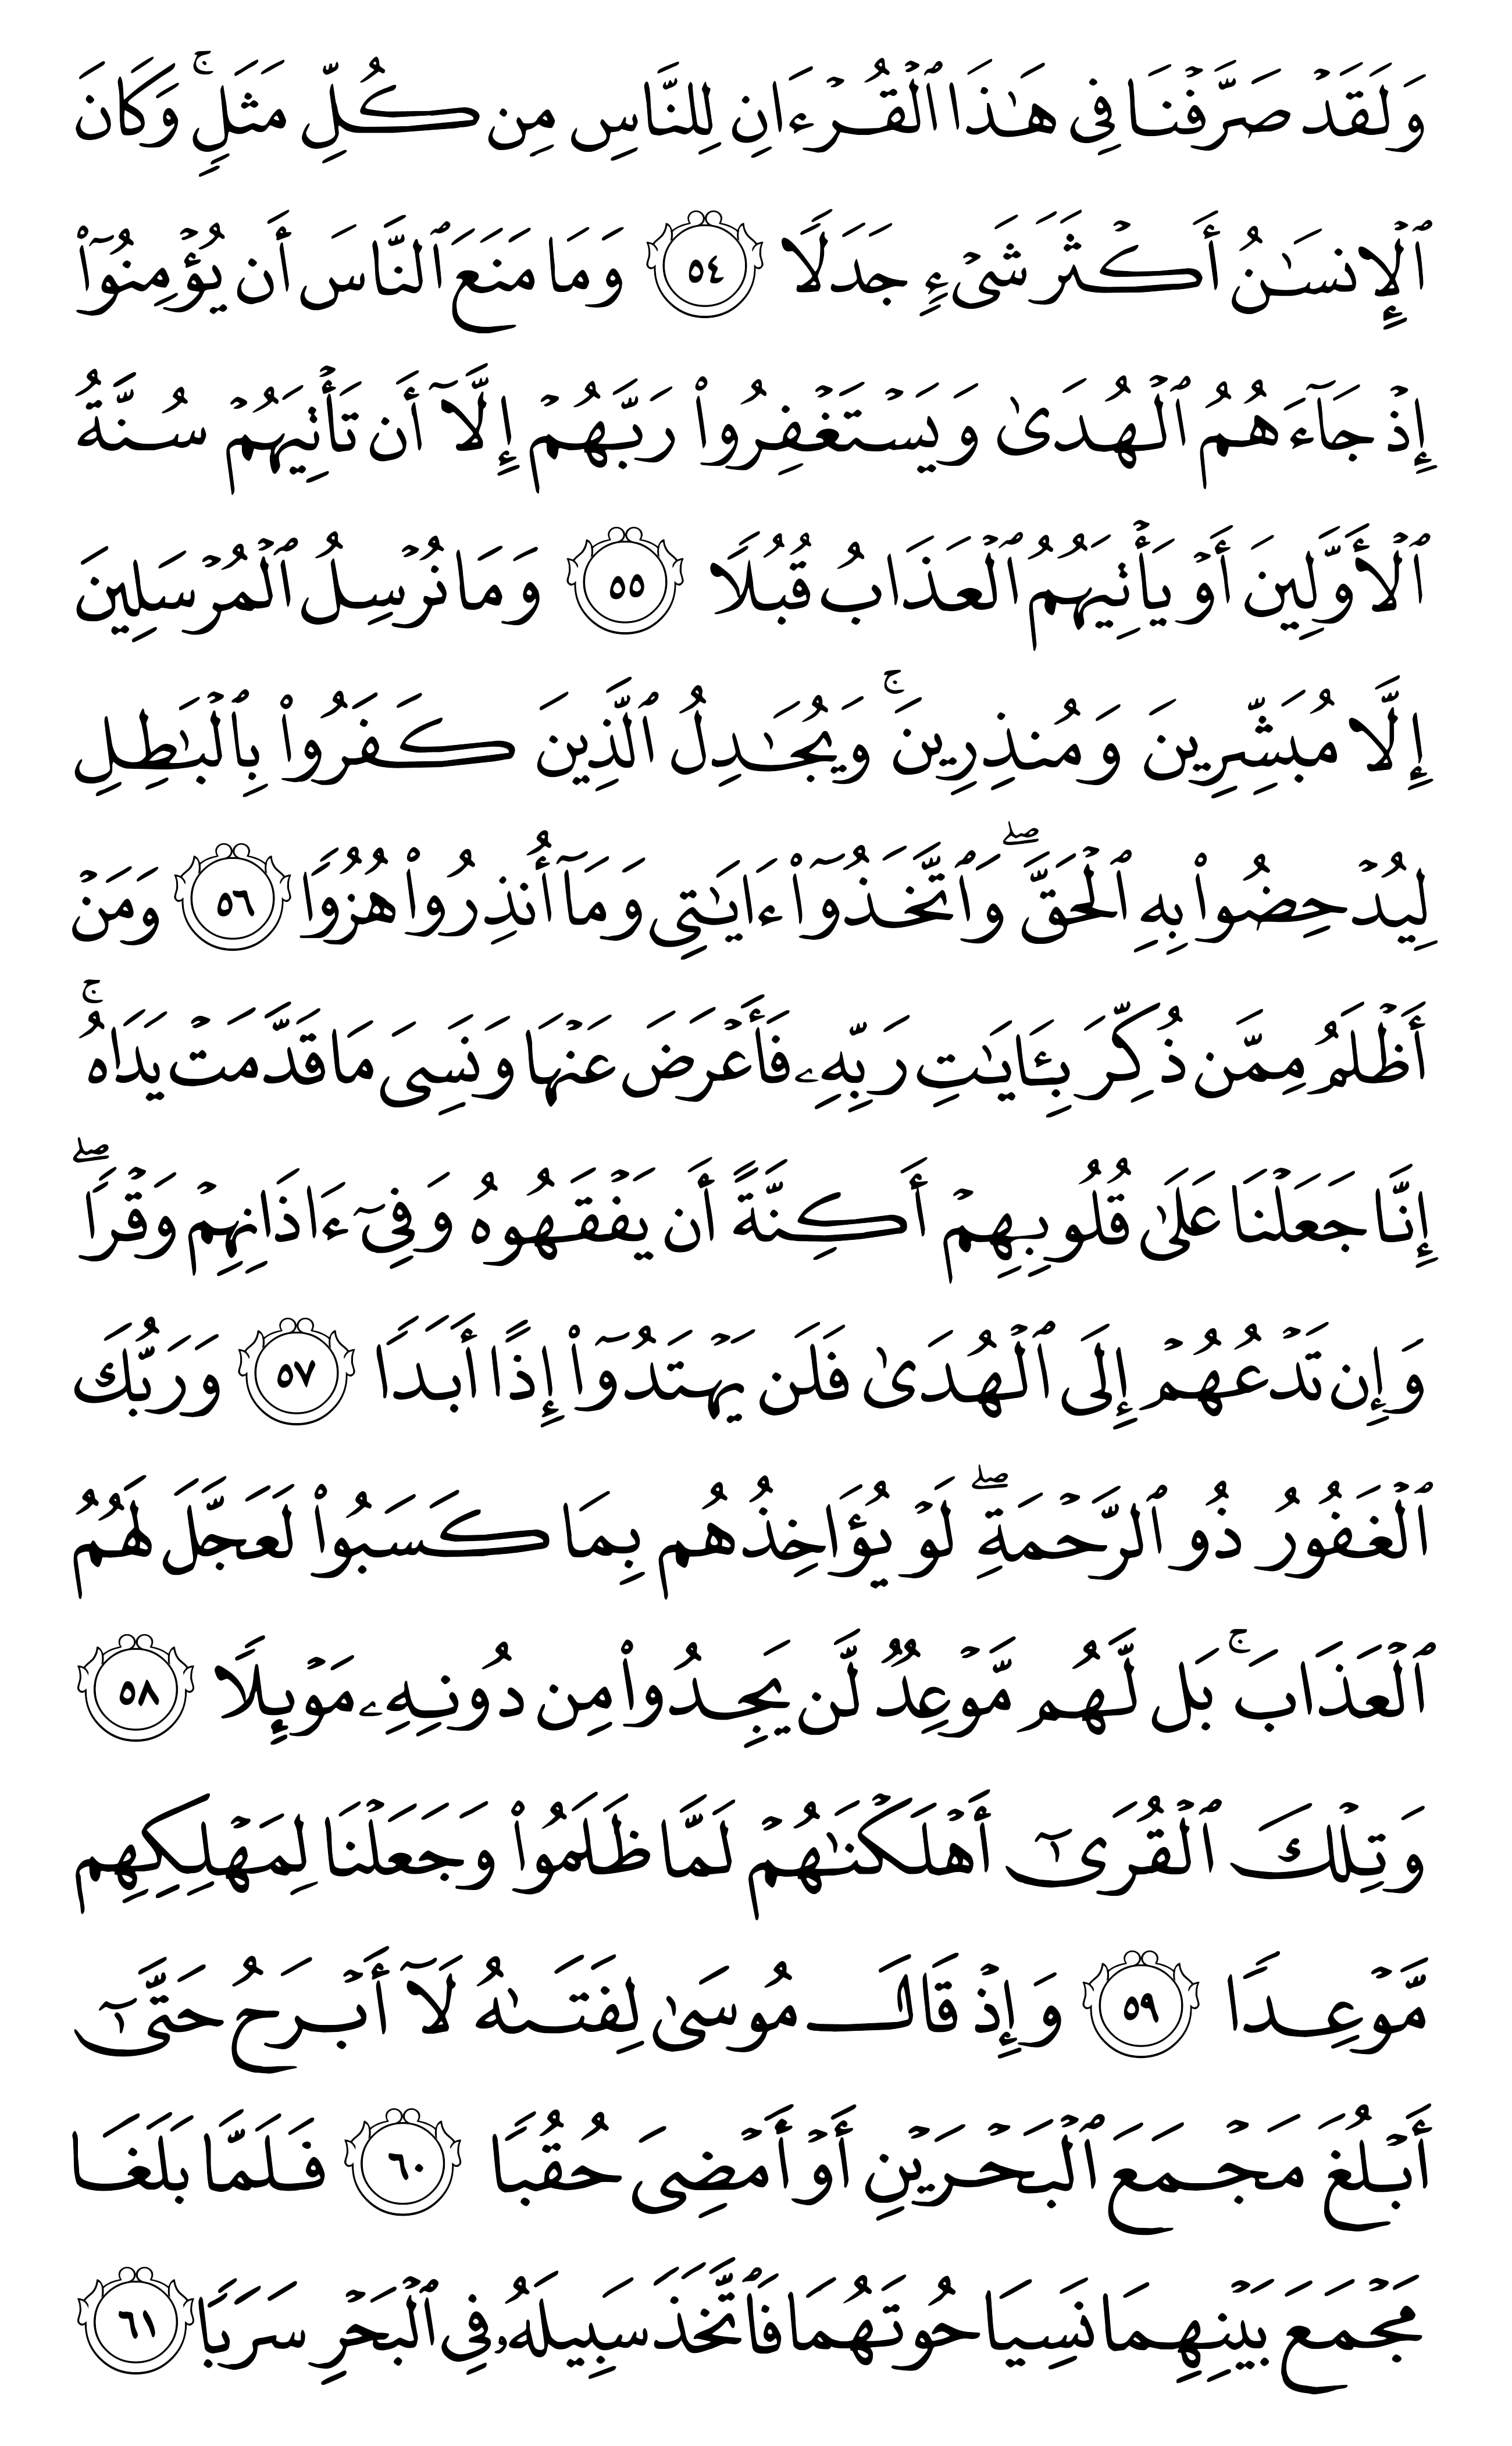 وَلَقَدۡ صَرَّفۡنَا فِى هَـٰذَا ٱلۡقُرۡءَانِ لِلنَّاسِ مِن كُلِّ مَثَلٍۚ وَكَانَ
ٱلۡإِنسَـٰنُ أَكۡثَرَ شَىۡءٍ جَدَلًا ٥٤ وَمَا مَنَعَ ٱلنَّاسَ أَن يُؤۡمِنُوٓا۟
إِذۡ جَآءَهُمُ ٱلۡهُدَىٰ وَيَسۡتَغۡفِرُوا۟ رَبَّهُمۡ إِلَّآ أَن تَأۡتِيَهُمۡ سُنَّةُ
ٱلۡأَوَّلِينَ أَوۡ يَأۡتِيَهُمُ ٱلۡعَذَابُ قُبُلًا ٥٥ وَمَا نُرۡسِلُ ٱلۡمُرۡسَلِينَ
إِلَّا مُبَشِّرِينَ وَمُنذِرِينَۚ وَيُجَـٰدِلُ ٱلَّذِينَ كَفَرُوا۟ بِٱلۡبَـٰطِلِ
لِيُدۡحِضُوا۟ بِهِ ٱلۡحَقَّۖ وَٱتَّخَذُوٓا۟ ءَايَـٰتِى وَمَآ أُنذِرُوا۟ هُزُوًا ٥٦ وَمَنۡ
أَظۡلَمُ مِمَّن ذُكِّرَ بِـَٔايَـٰتِ رَبِّهِۦ فَأَعۡرَضَ عَنۡهَا وَنَسِىَ مَا قَدَّمَتۡ يَدَاهُۚ
إِنَّا جَعَلۡنَا عَلَىٰ قُلُوبِهِمۡ أَكِنَّةً أَن يَفۡقَهُوهُ وَفِىٓ ءَاذَانِهِمۡ وَقۡرًاۖ
وَإِن تَدۡعُهُمۡ إِلَى ٱلۡهُدَىٰ فَلَن يَهۡتَدُوٓا۟ إِذًا أَبَدًا ٥٧ وَرَبُّكَ
ٱلۡغَفُورُ ذُو ٱلرَّحۡمَةِۖ لَوۡ يُؤَاخِذُهُم بِمَا كَسَبُوا۟ لَعَجَّلَ لَهُمُ
ٱلۡعَذَابَۚ بَل لَّهُم مَّوۡعِدٌ لَّن يَجِدُوا۟ مِن دُونِهِۦ مَوۡئِلًا ٥٨
وَتِلۡكَ ٱلۡقُرَىٰٓ أَهۡلَكۡنَـٰهُمۡ لَمَّا ظَلَمُوا۟ وَجَعَلۡنَا لِمَهۡلِكِهِم
مَّوۡعِدًا ٥٩ وَإِذۡ قَالَ مُوسَىٰ لِفَتَىٰهُ لَآ أَبۡرَحُ حَتَّىٰٓ
أَبۡلُغَ مَجۡمَعَ ٱلۡبَحۡرَيۡنِ أَوۡ أَمۡضِىَ حُقُبًا ٦٠ فَلَمَّا بَلَغَا
مَجۡمَعَ بَيۡنِهِمَا نَسِيَا حُوتَهُمَا فَٱتَّخَذَ سَبِيلَهُۥ فِى ٱلۡبَحۡرِ سَرَبًا ٦١